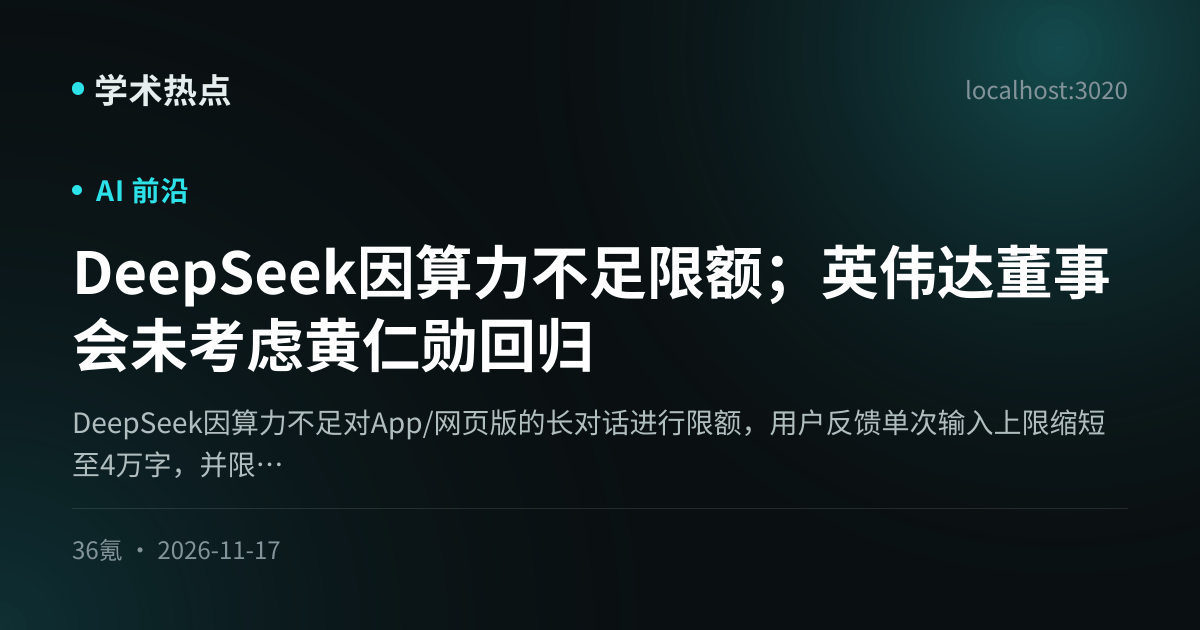 学术热点
localhost:3020
AI 前沿
DeepSeek因算力不足限额；英伟达董事
会未考虑黄仁勋回归
DeepSeek因算力不足对App/网页版的长对话进行限额，用户反馈单次输入上限缩短
至4万字，并限…
36氪 · 2026-11-17